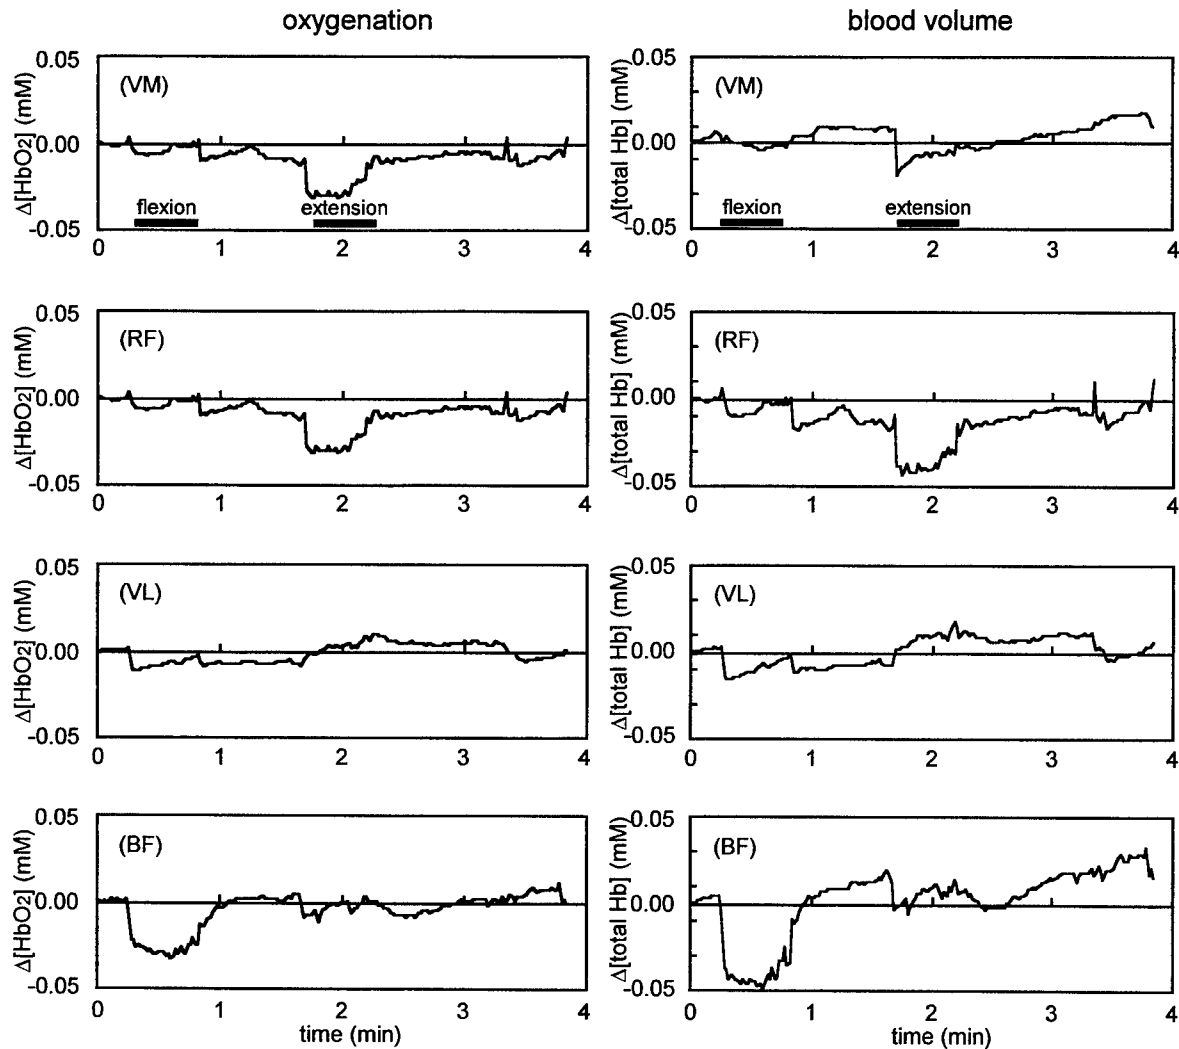 oxygenation blood volume
0.05 (VM) 0.00 flexion extension -0.05 Δ[HbO2] (mM)
0 1 2 3 4
0.05 (VM) 0.00 flexion extension -0.05 Δ[total Hb] (mM)
0 1 2 3 4
0.05 (RF) 0.00 -0.05 Δ[HbO2] (mM)
0 1 2 3 4
0.05 (RF) 0.00 -0.05 Δ[total Hb] (mM)
0 1 2 3 4
0.05 (VL) 0.00 -0.05 Δ[HbO2] (mM)
0 1 2 3 4
0.05 (VL) 0.00 -0.05 Δ[total Hb] (mM)
0 1 2 3 4
0.05 (BF) 0.00 -0.05 Δ[HbO2] (mM)
0 1 2 3 4
time (min)
0.05 (BF) 0.00 -0.05 Δ[total Hb] (mM)
0 1 2 3 4
time (min)